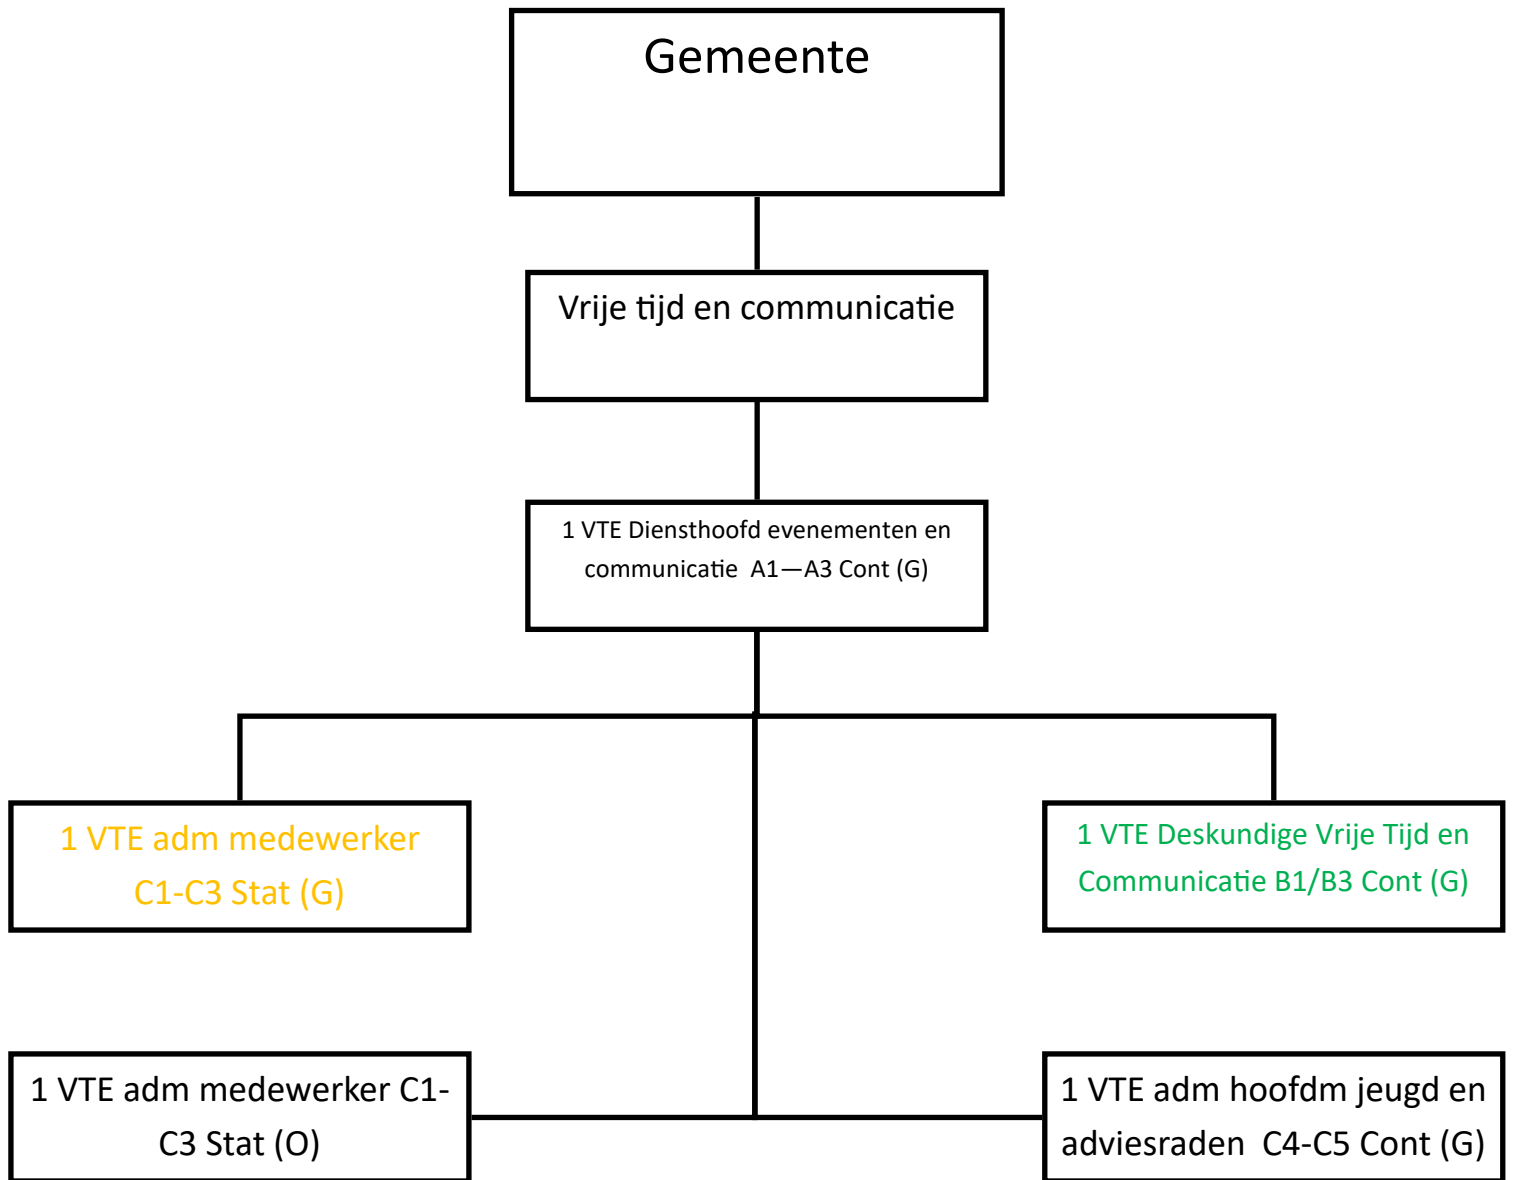 Gemeente
Vrije tijd en communicatie
1 VTE Diensthoofd evenementen en
communicatie  A1—A3 Cont (G)
1 VTE adm medewerker
C1-C3 Stat (G)
1 VTE Deskundige Vrije Tijd en
Communicatie B1/B3 Cont (G)
1 VTE adm medewerker C1-
C3 Stat (O)
1 VTE adm hoofdm jeugd en
adviesraden  C4-C5 Cont (G)